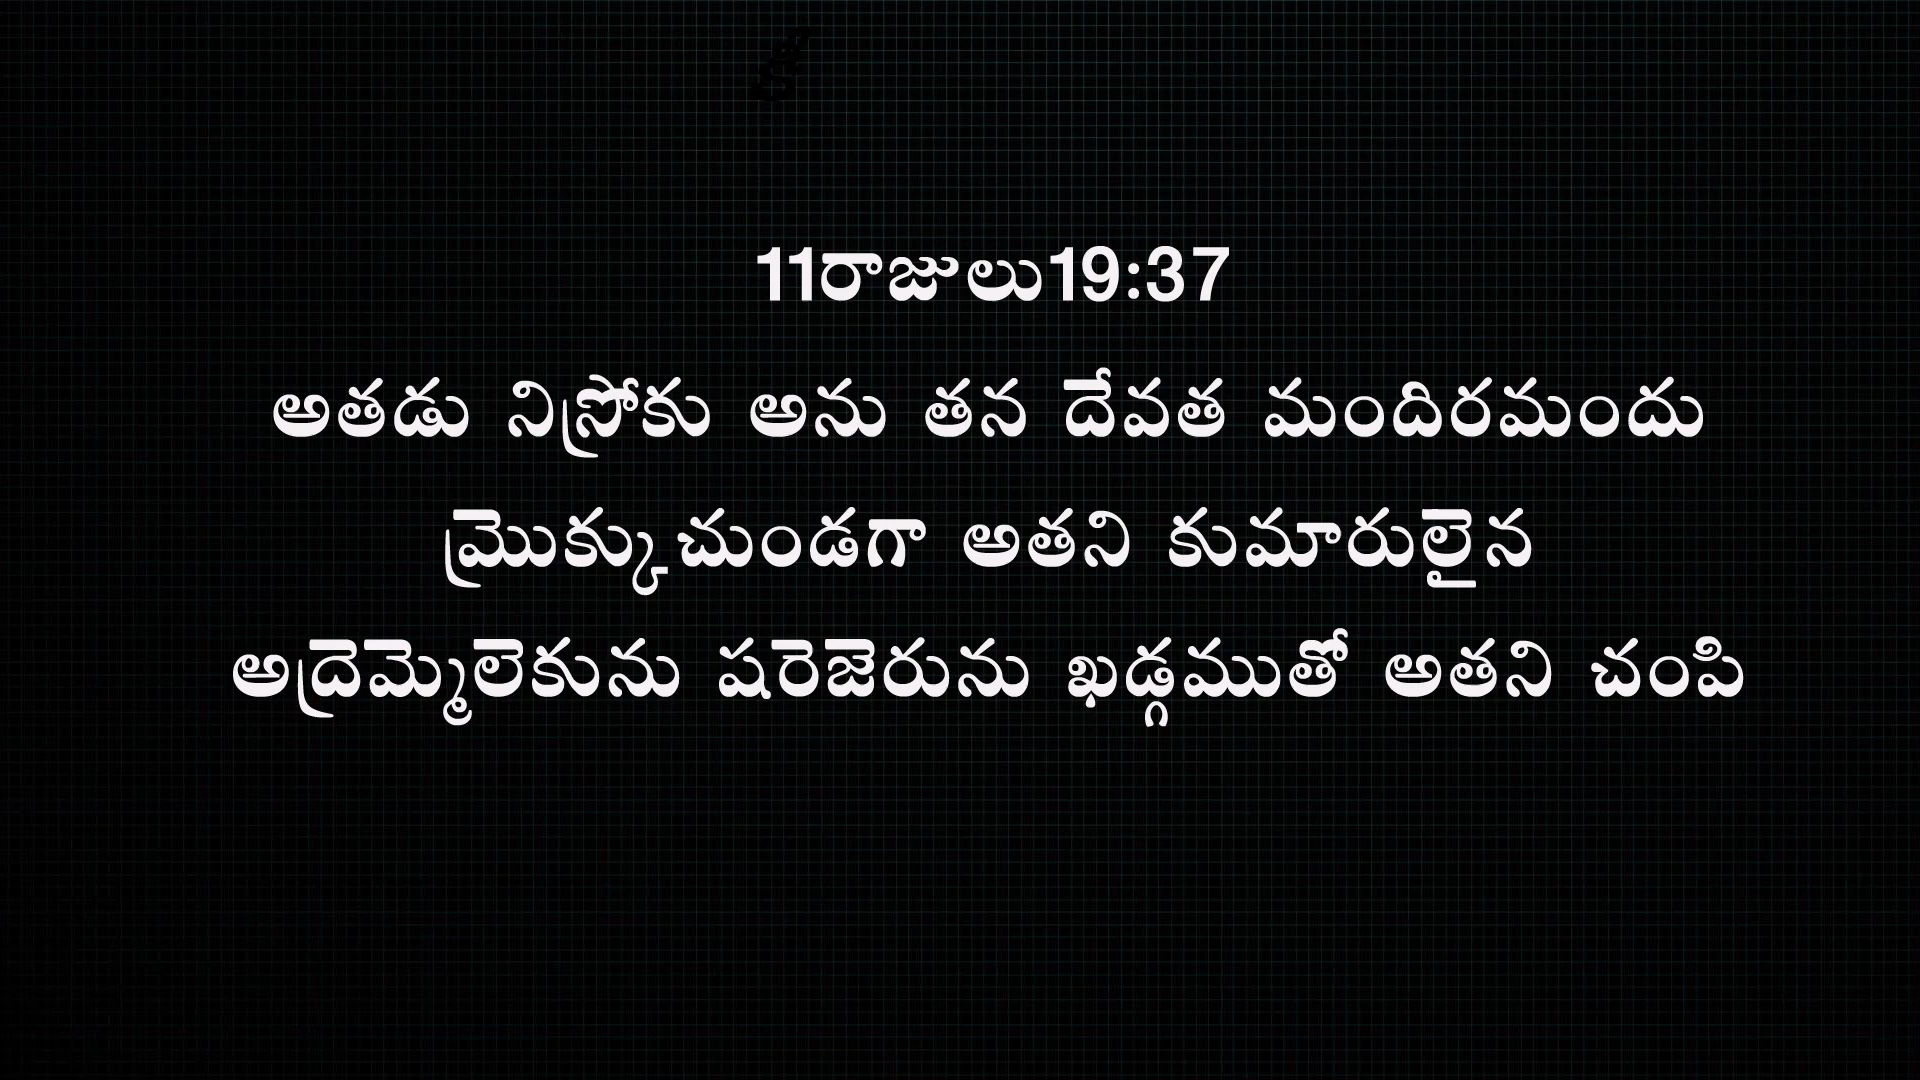 11రాజులు19:37
అతడు నిస్రోకు అను తన దేవత మందిరమందు
మ్రొక్కుచుండగా అతని కుమారులైన
అద్రెమ్మెలెకును షరెజెరును ఖడ్గముతో అతని చంపి